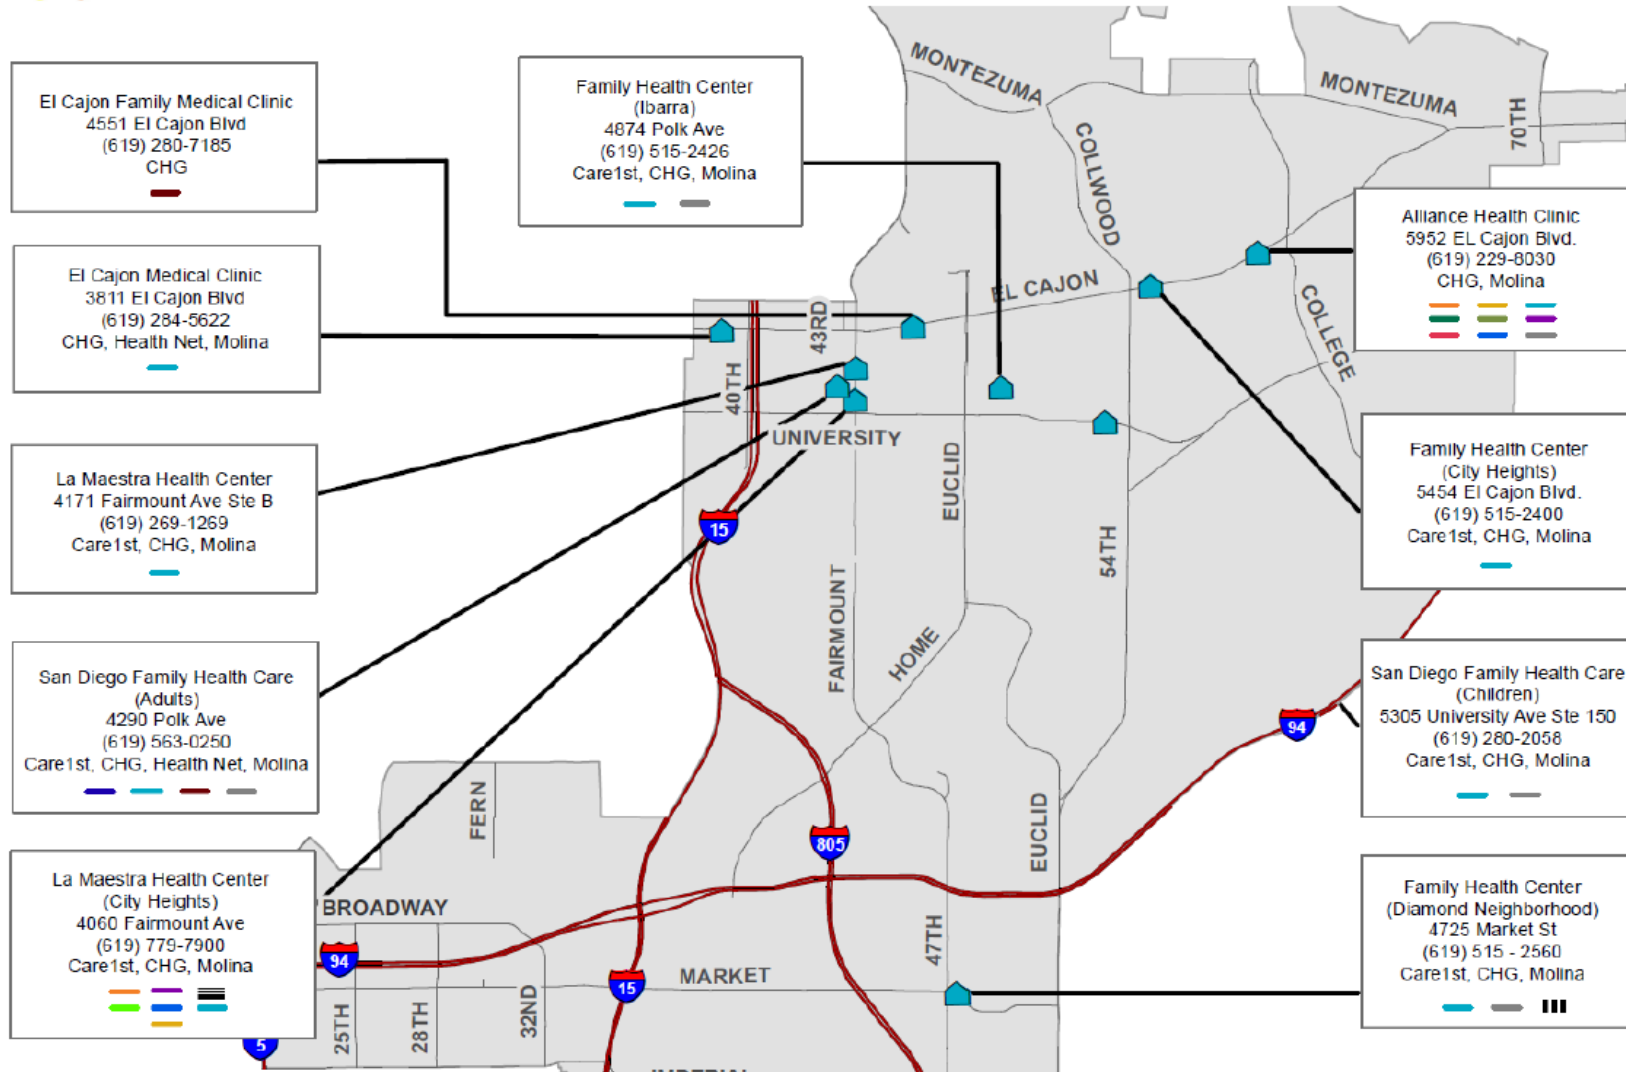 El Cajon Family Medical Clinic
4551 El Cajon Blvd
(619) 280-7185
CHG
Family Health Center
(Ibarra)
4874 Polk Ave
(619) 515-2426
Care1st, CHG, Molina
MONTEZUMA
MONTEZUMA
70TH
COLLWOOD
Alliance Health Clinic
5952 EL Cajon Blvd.
(619) 229-8030
CHG, Molina
El Cajon Medical Clinic
3811 El Cajon Blvd
(619) 284-5622
CHG, Health Net, Molina
EL CAJON
43RD
COLLEGE
40TH
UNIVERSITY
La Maestra Health Center
4171 Fairmount Ave Ste B
(619) 269-1269
Care1st, CHG, Molina
15
EUCLID
54TH
Family Health Center
(City Heights)
5454 El Cajon Blvd.
(619) 515-2400
Care1st, CHG, Molina
FAIRMOUNT
HOME
San Diego Family Health Care
(Adults)
4290 Polk Ave
(619) 563-0250
Care1st, CHG, Health Net, Molina
San Diego Family Health Care
(Children)
5305 University Ave Ste 150
(619) 280-2058
Care1st, CHG, Molina
94
FERN
805
EUCLID
La Maestra Health Center
(City Heights)
4060 Fairmount Ave
(619) 779-7900
Care1st, CHG, Molina
BROADWAY
94
15
MARKET
47TH
Family Health Center
(Diamond Neighborhood)
4725 Market St
(619) 515 - 2560
Care1st, CHG, Molina
25TH
28TH
32ND
5
IMPERIAL